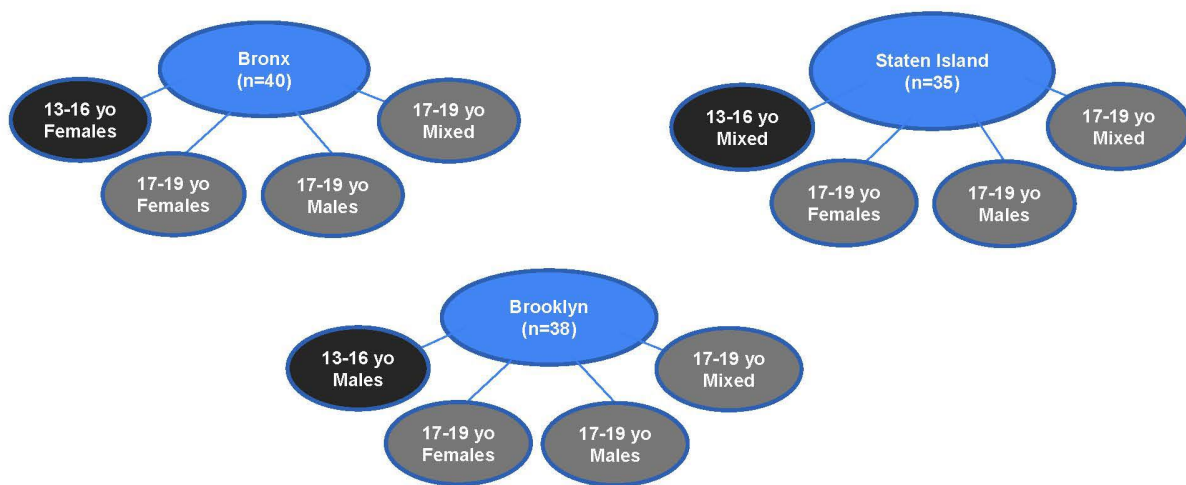 Bronx
(n=40)
13-16 yo
Females
17-19 yo
Females
17-19 yo
Males
17-19 yo
Mixed
Staten Island
(n=35)
13-16 yo
Mixed
17-19 yo
Females
17-19 yo
Males
17-19 yo
Mixed
Brooklyn
(n=38)
13-16 yo
Males
17-19 yo
Females
17-19 yo
Males
17-19 yo
Mixed